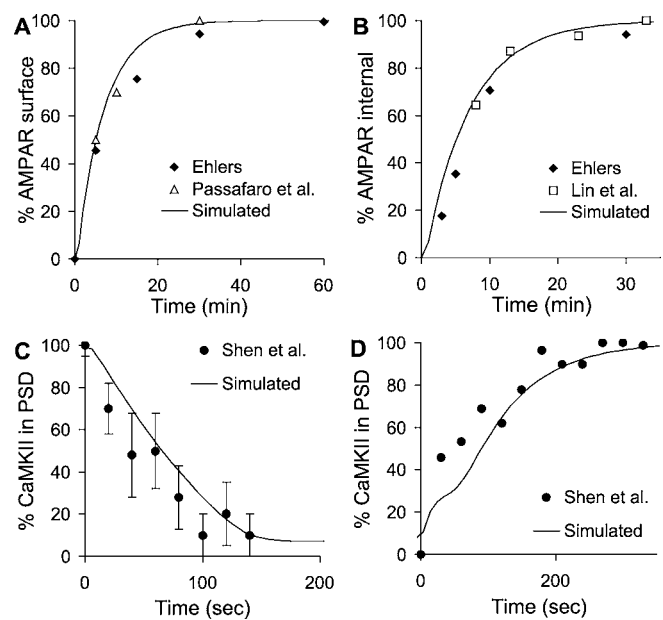 A
% AMPAR surface
100
80
60
40
20
0
Ehlers
Passafaro et al.
Simulated
0
20
40
60
Time (min)
B
% AMPAR internal
100
80
60
40
20
0
Ehlers
Lin et al.
Simulated
0
10
20
30
Time (min)
C
% CaMKII in PSD
100
80
60
40
20
0
Shen et al.
Simulated
0
100
200
Time (sec)
D
% CaMKII in PSD
100
80
60
40
20
0
Shen et al.
Simulated
0
200
Time (sec)